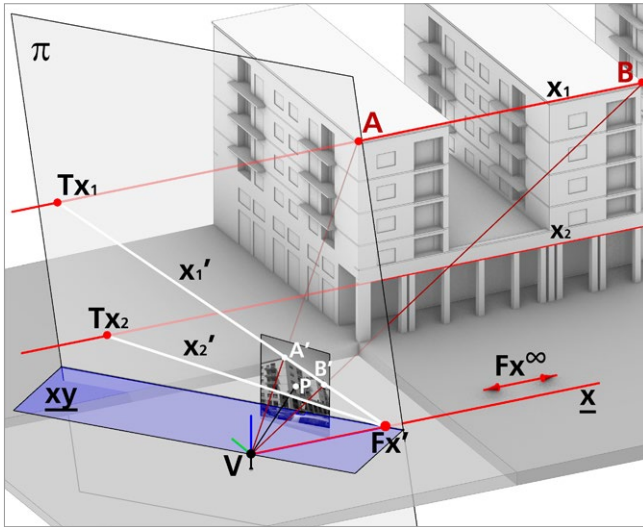 π
B
x₁
A
Tx₁
x₂
x₁′
Tx₂
x₂′
A′
B′
P
Fx∞
xy
x
Fx′
V